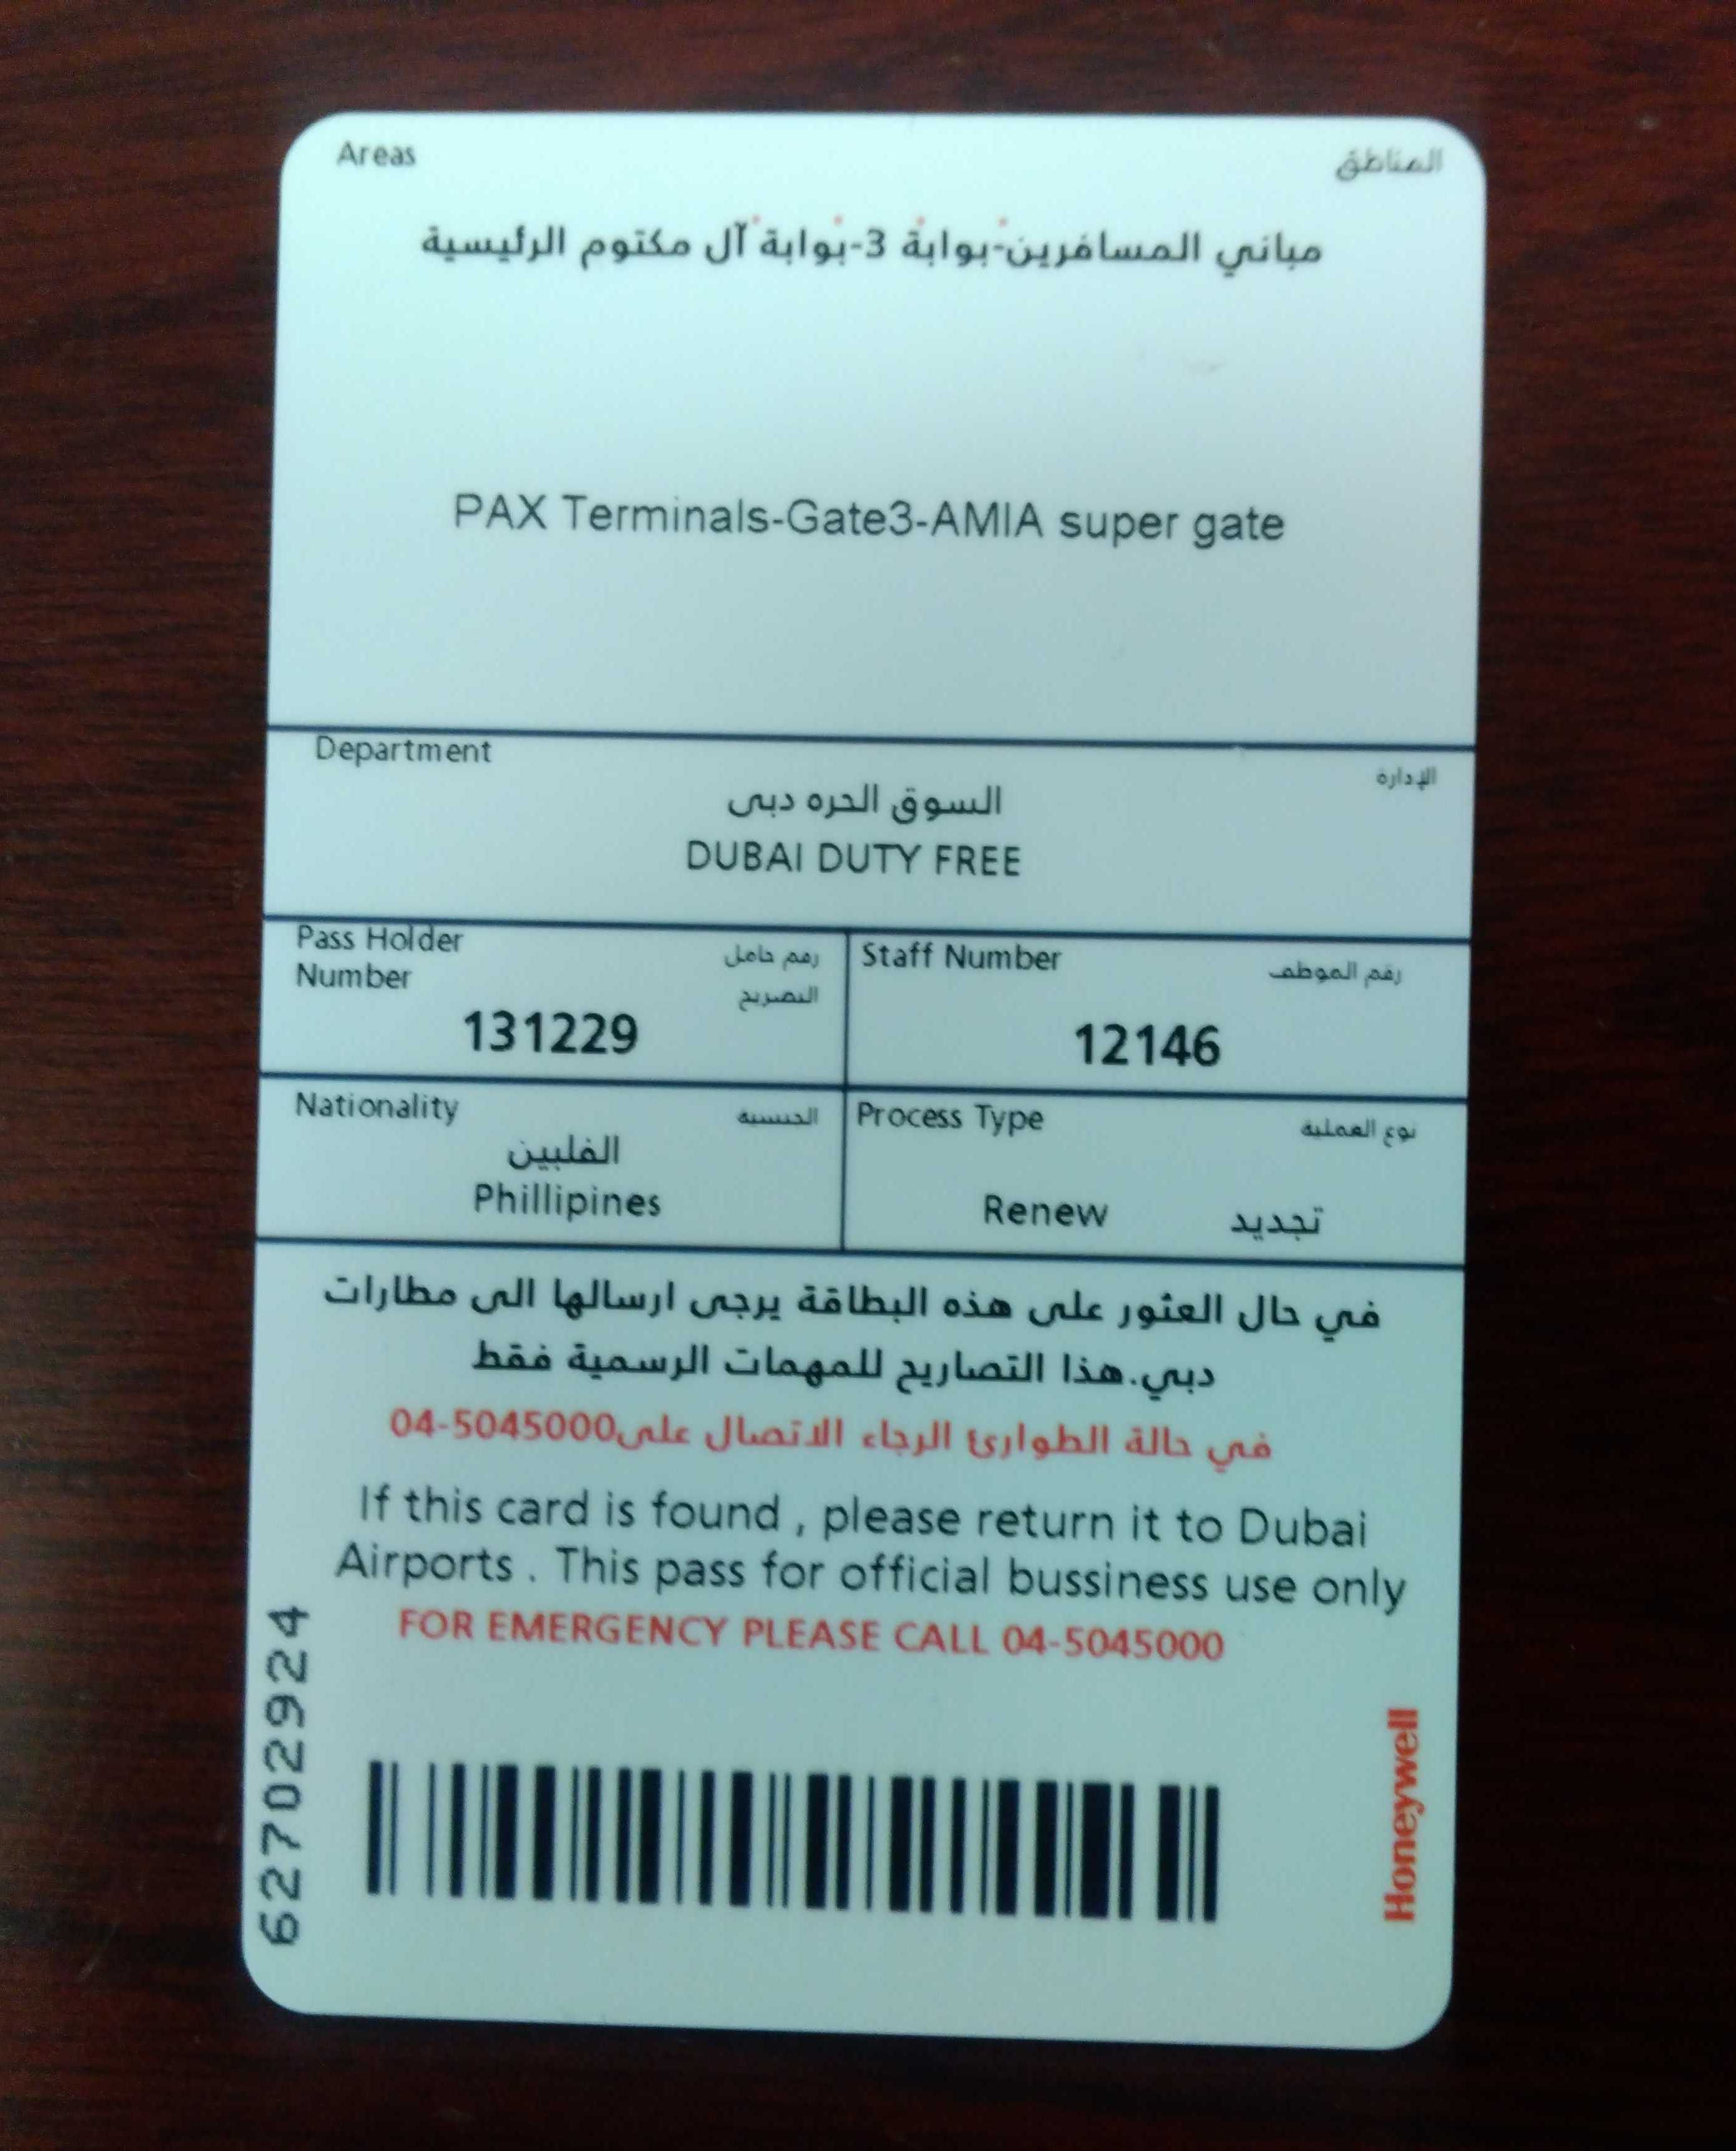 Areas
المناطق
مباني المسافرين-بوابة 3-بوابة آل مكتوم الرئيسية
PAX Terminals-Gate3-AMIA super gate
Department
الإدارة
السوق الحره دبى
DUBAI DUTY FREE
Pass Holder
Number
رقم حامل
التصريح
131229
Staff Number
رقم الموظف
12146
Nationality
الجنسية
الفلبين
Phillipines
Process Type
نوع العملية
Renew تجديد
في حال العثور على هذه البطاقة يرجى ارسالها الى مطارات
دبي.هذا التصاريح للمهمات الرسمية فقط
في حالة الطوارئ الرجاء الاتصال على04-5045000
If this card is found , please return it to Dubai
Airports . This pass for official bussiness use only
FOR EMERGENCY PLEASE CALL 04-5045000
62702924
Honeywell